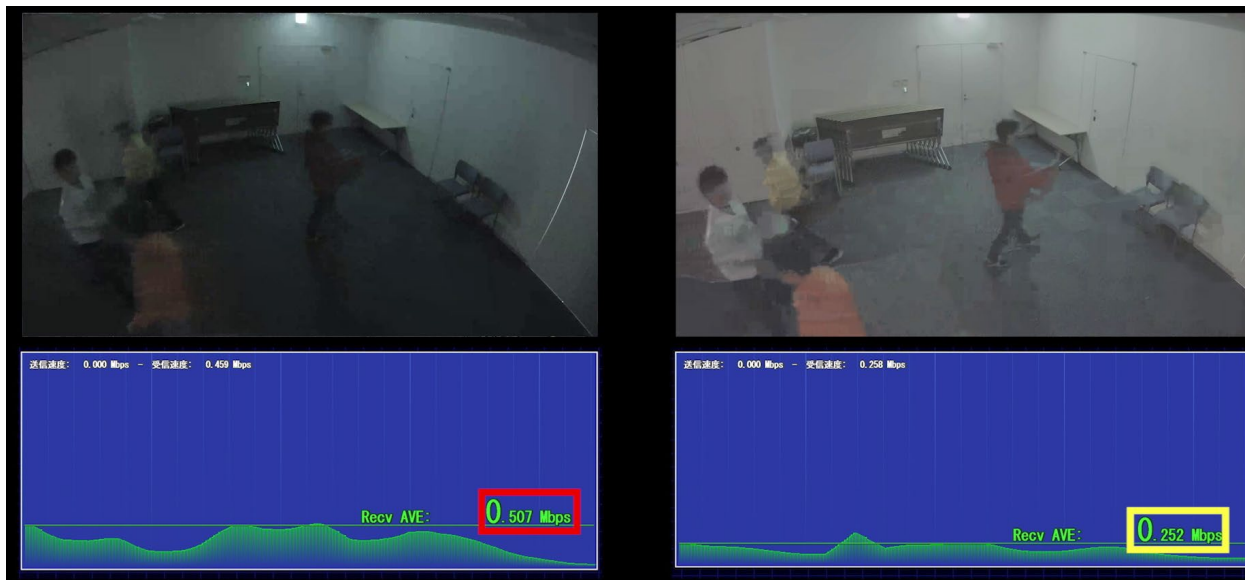 送信速度: 0.000 Mbps - 受信速度: 0.459 Mbps
Recv AVE: 0.507 Mbps
送信速度: 0.000 Mbps - 受信速度: 0.258 Mbps
Recv AVE: 0.252 Mbps